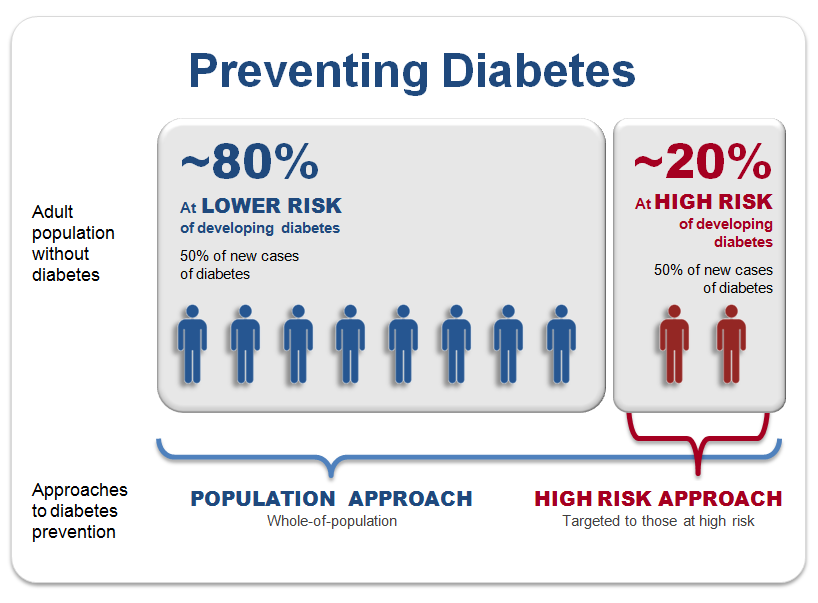 Preventing Diabetes
Adult
population
without
diabetes
~80%
At LOWER RISK
of developing diabetes
50% of new cases
of diabetes
~20%
At HIGH RISK
of developing
diabetes
50% of new cases
of diabetes
Approaches
to diabetes
prevention
POPULATION APPROACH
Whole-of-population
HIGH RISK APPROACH
Targeted to those at high risk